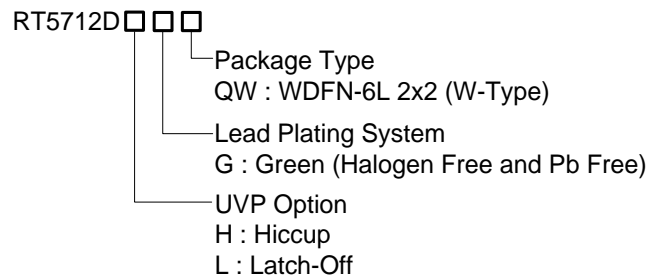 RT5712D□□□
Package Type
QW : WDFN-6L 2x2 (W-Type)
Lead Plating System
G : Green (Halogen Free and Pb Free)
UVP Option
H : Hiccup
L : Latch-Off